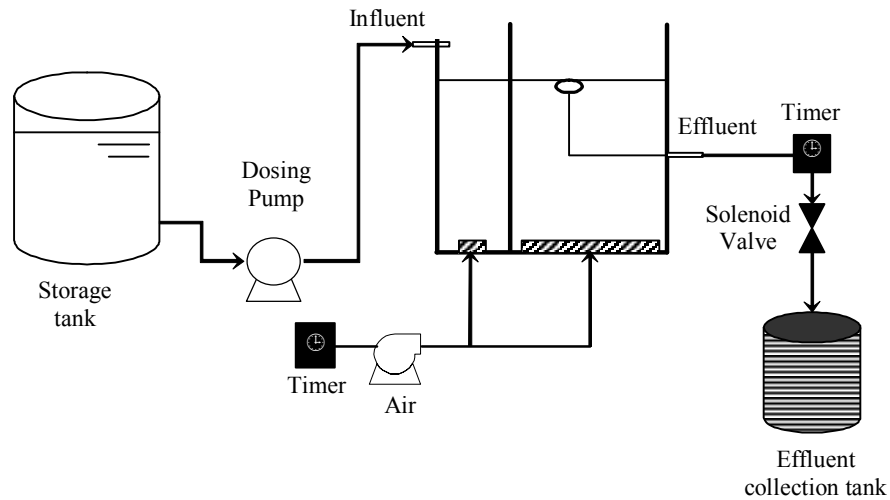 Influent
Dosing
Pump
Storage
tank
Effluent
Timer
Solenoid
Valve
Timer
Air
Effluent
collection tank